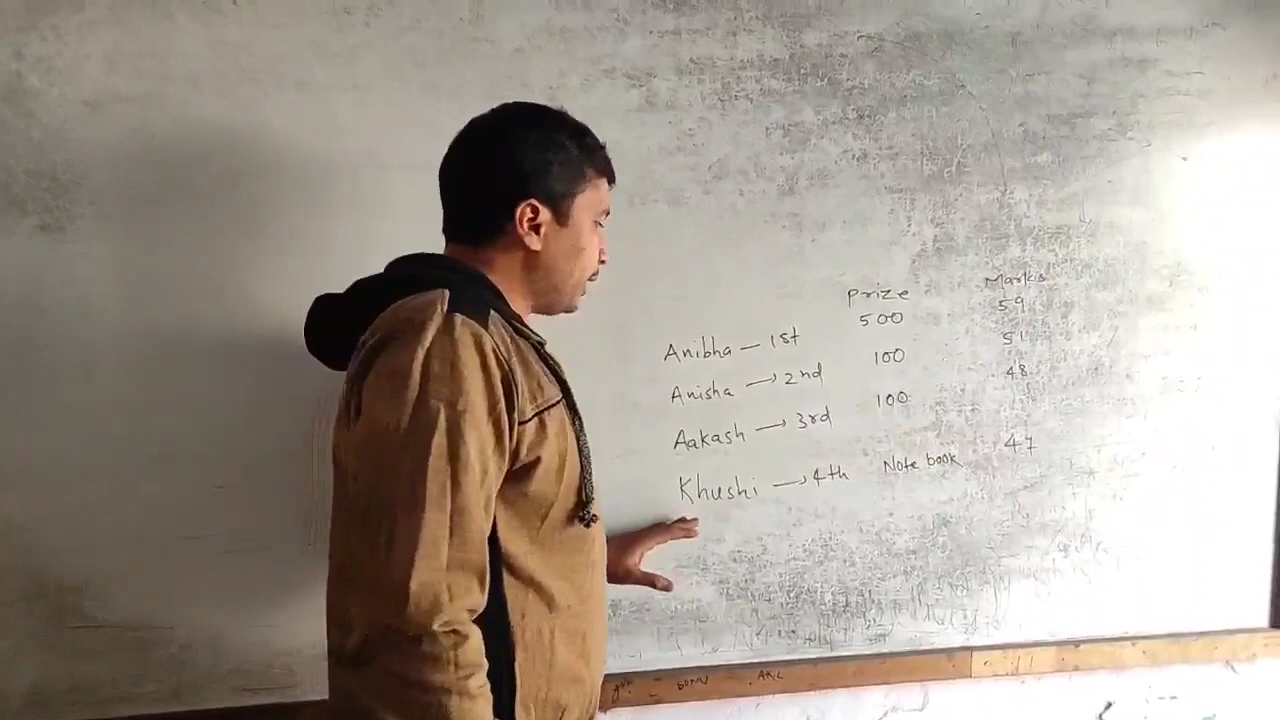 Prize Marks
Anibha — 1st 500 59
Anisha → 2nd 100 51
Aakash → 3rd 100 48
Khushi → 4th Note book 47
SONU